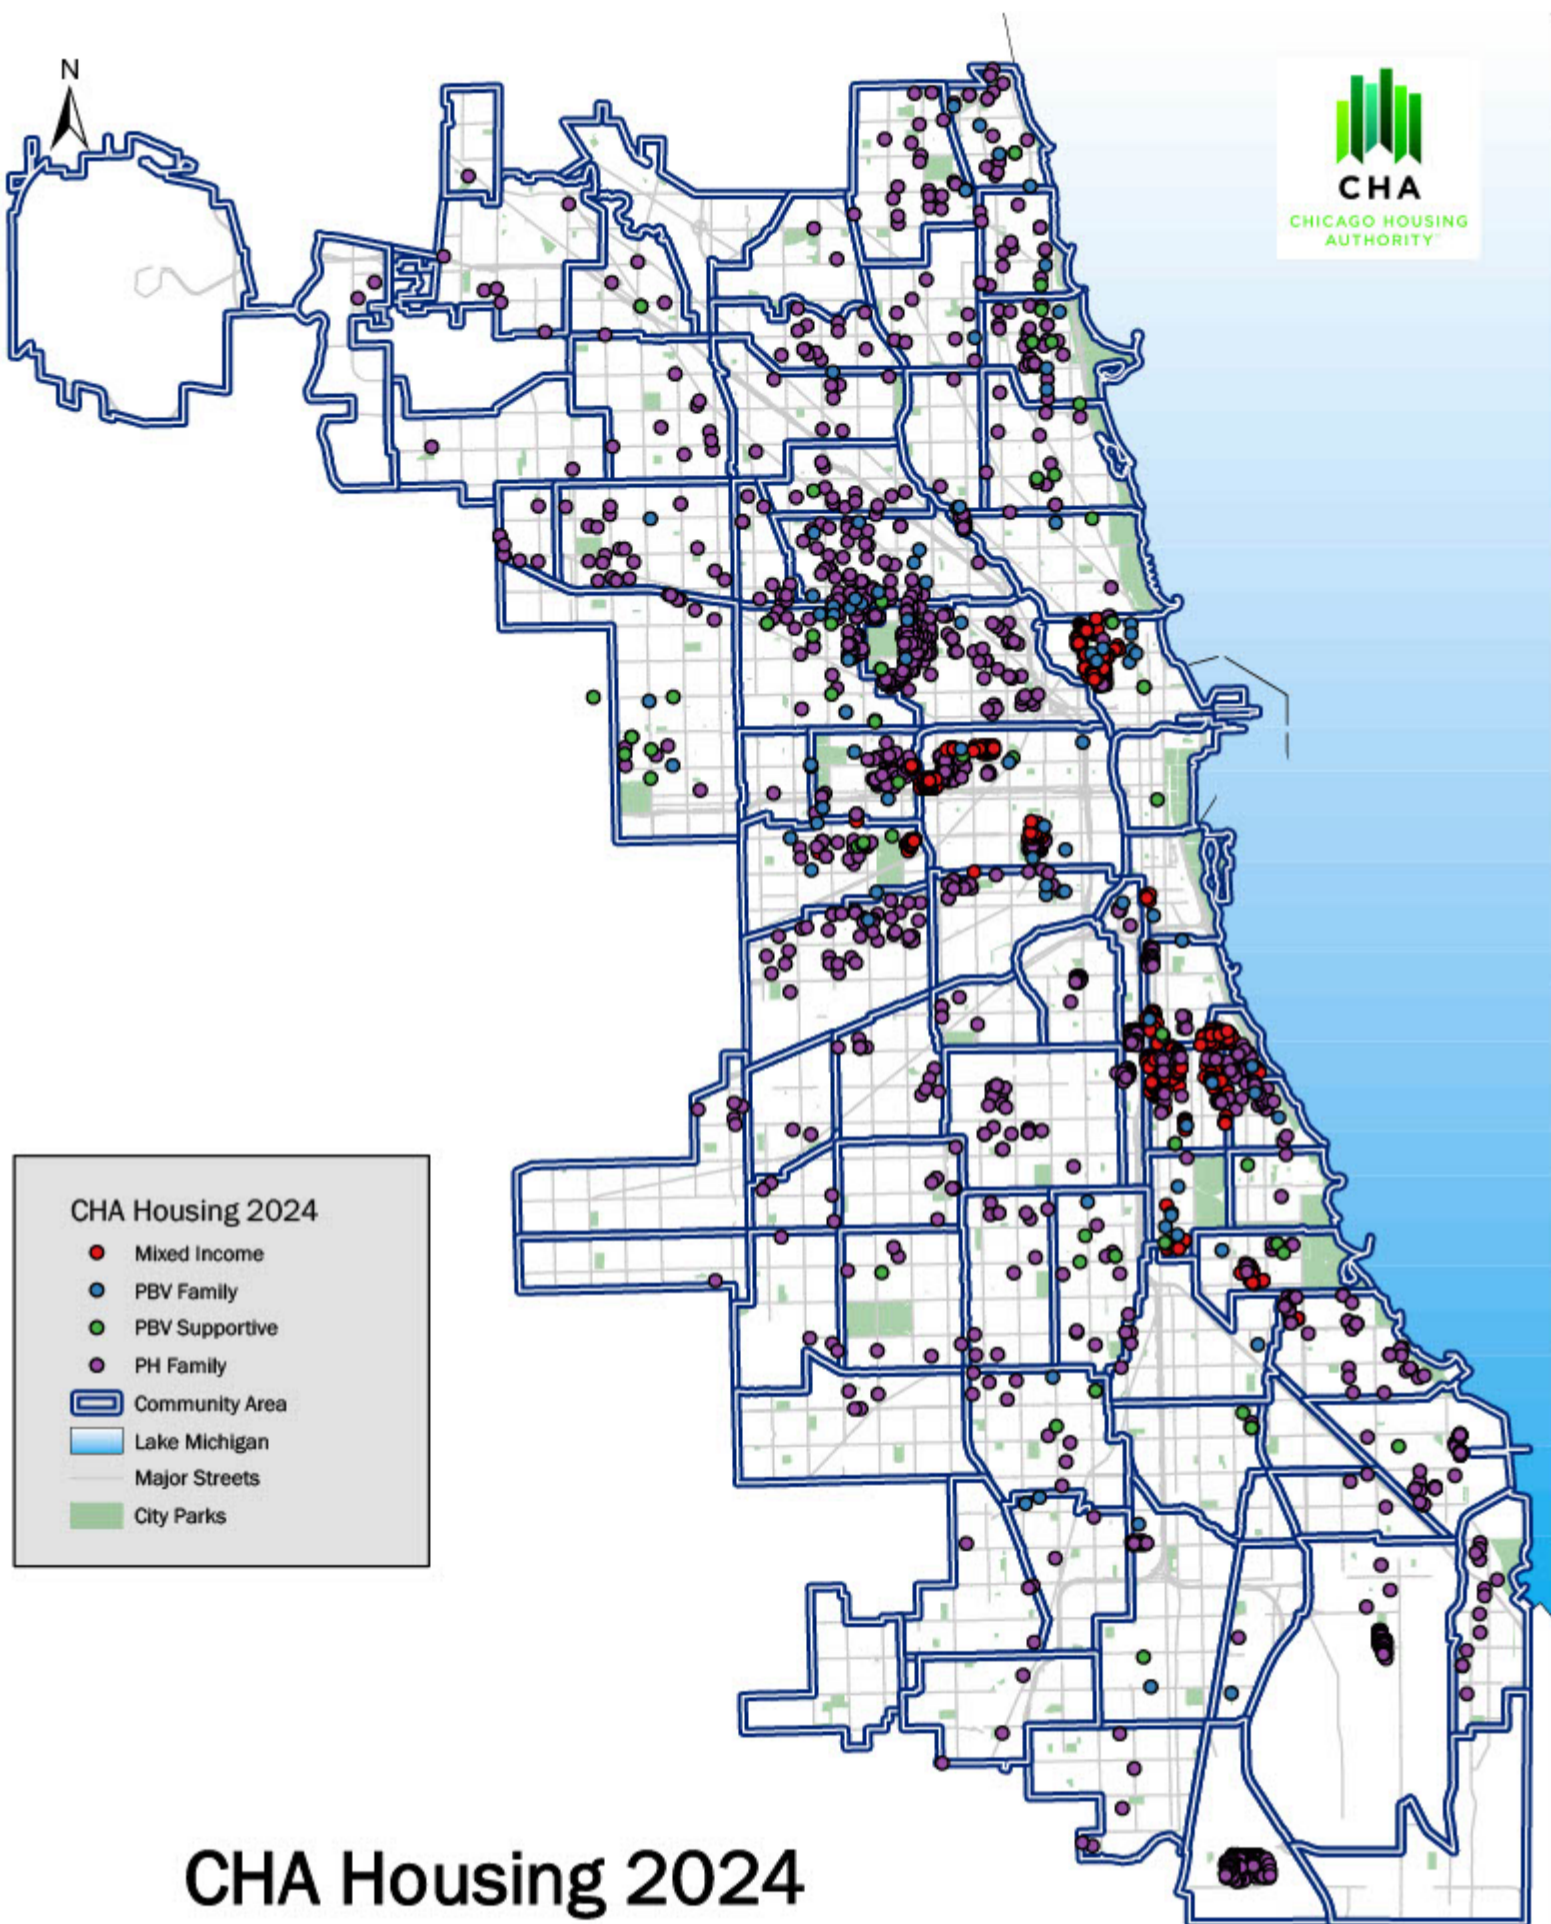 N
CHA
CHICAGO HOUSING
AUTHORITY
CHA Housing 2024
Mixed Income
PBV Family
PBV Supportive
PH Family
Community Area
Lake Michigan
Major Streets
City Parks
CHA Housing 2024